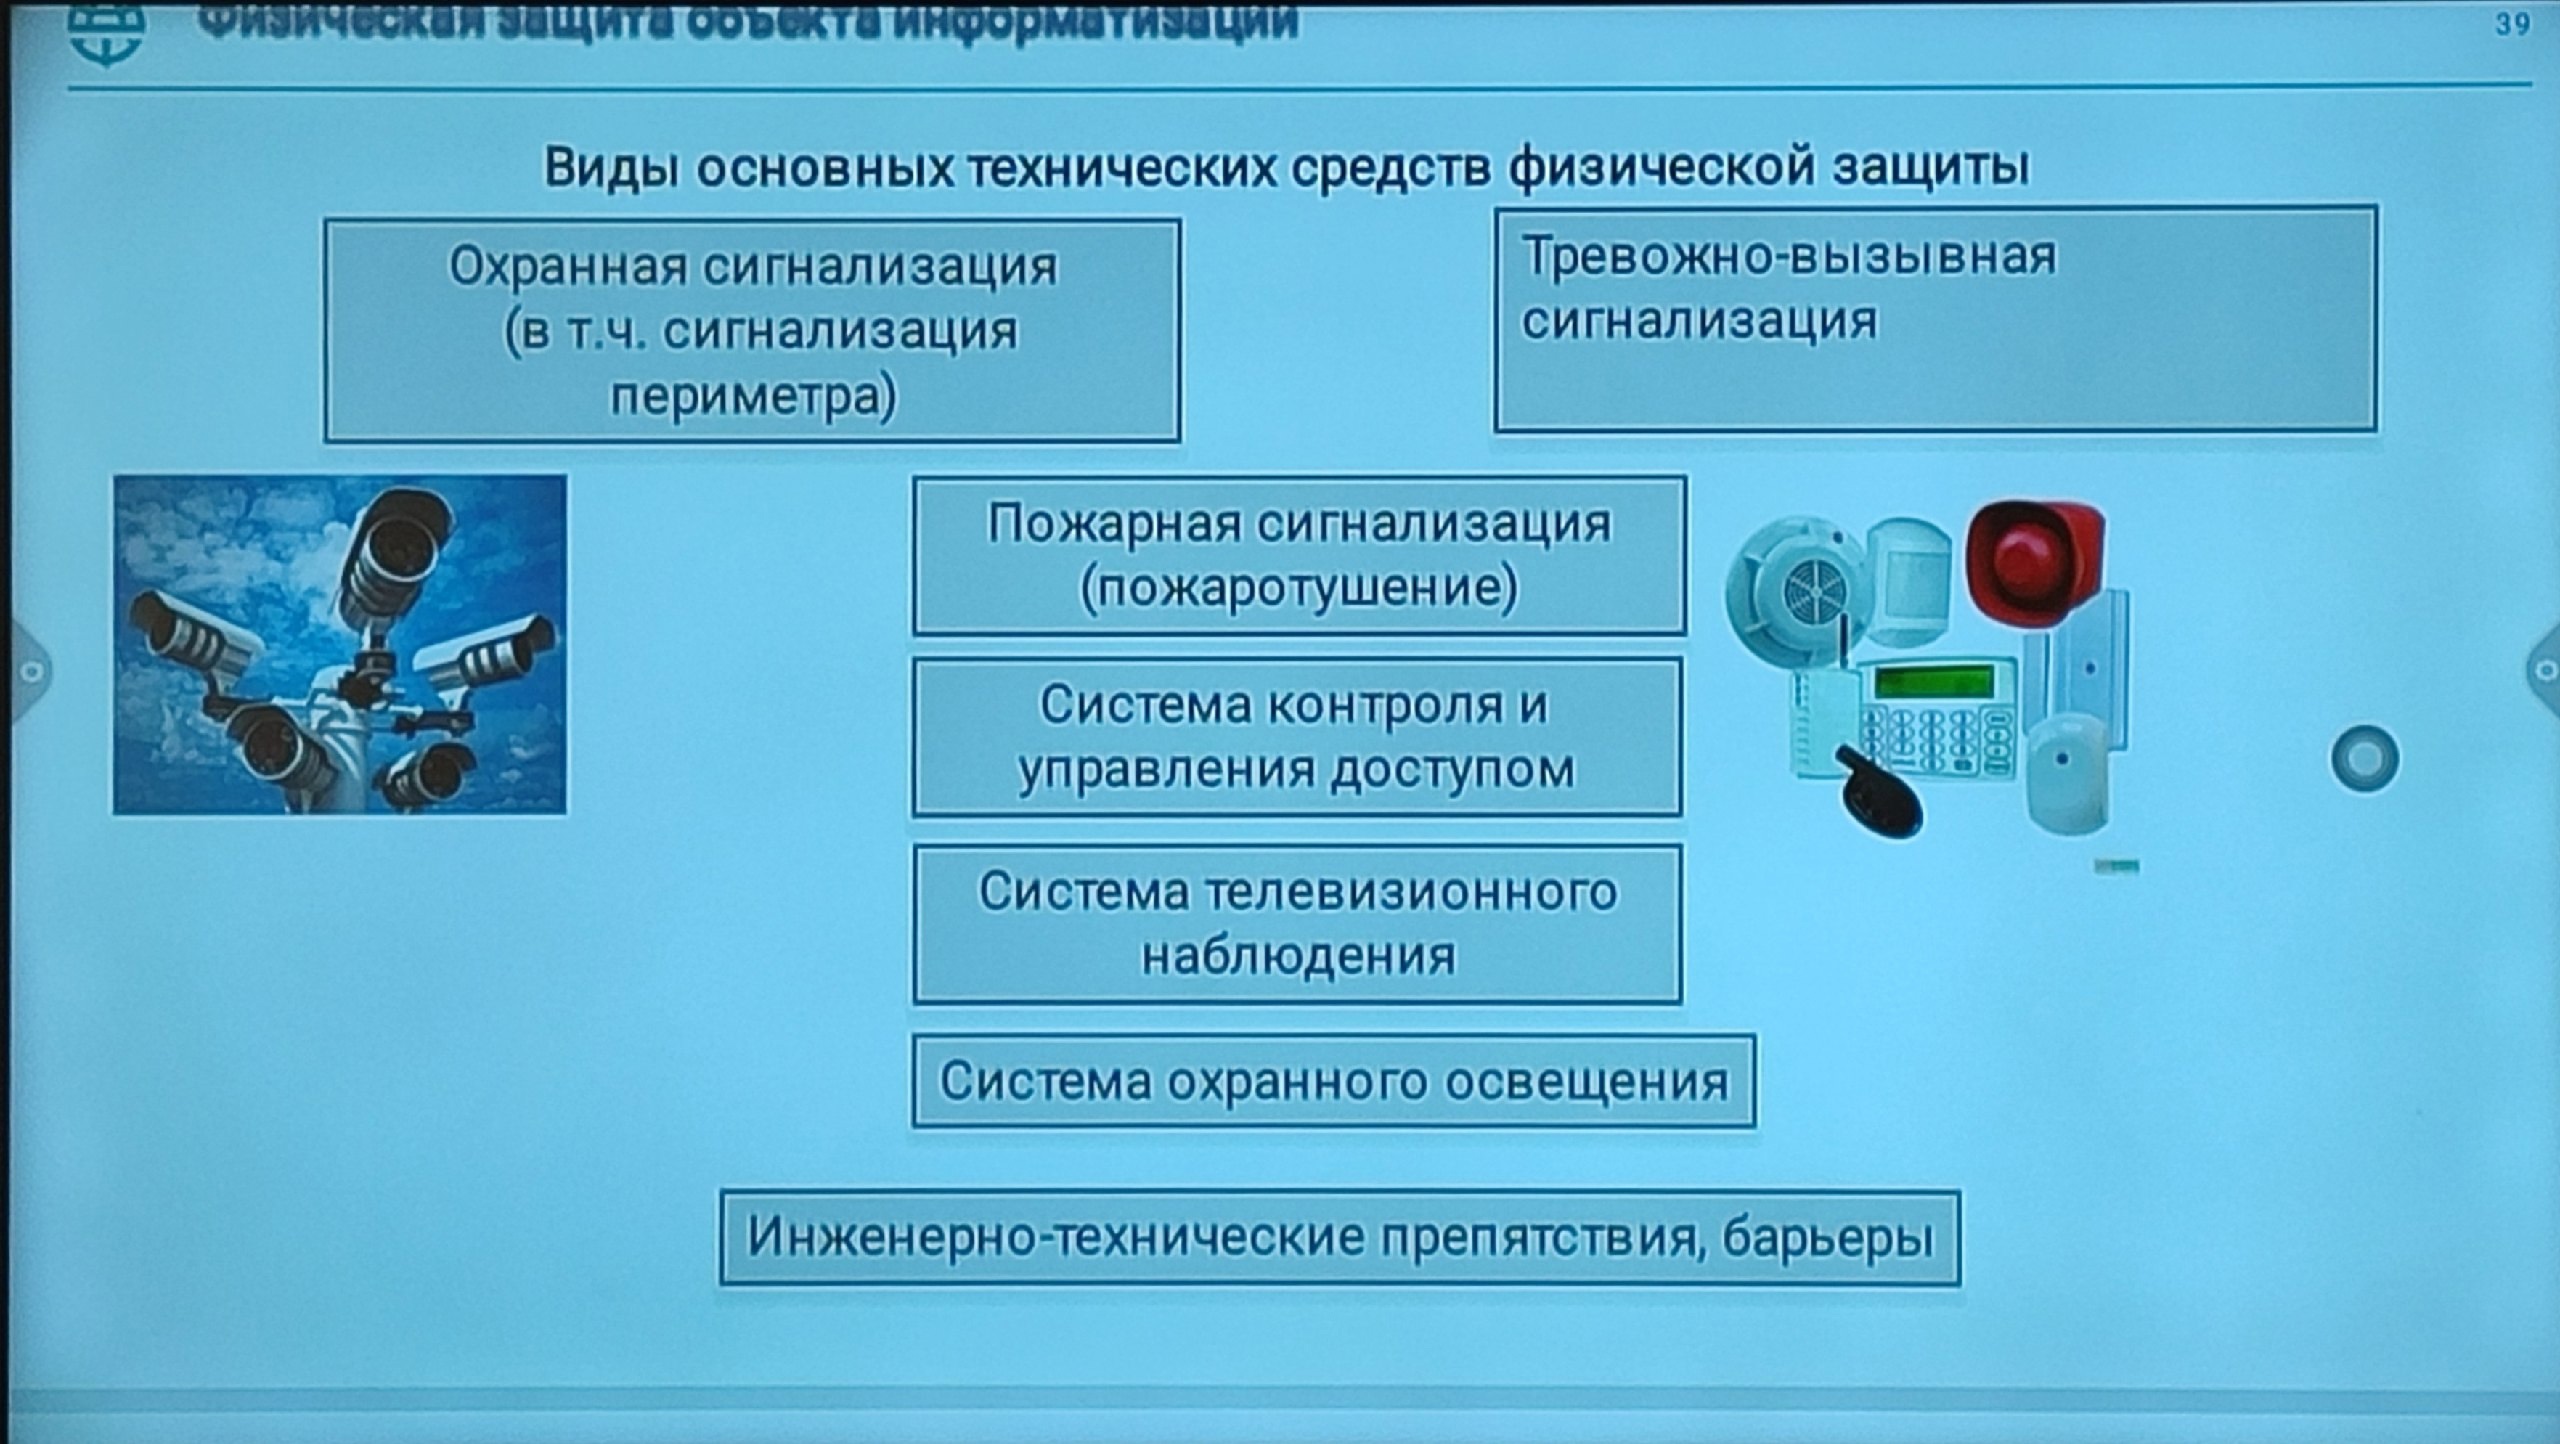 Физическая защита объекта информатизации
39
Виды основных технических средств физической защиты
Охранная сигнализация
(в т.ч. сигнализация
периметра)
Тревожно-вызывная
сигнализация
Пожарная сигнализация
(пожаротушение)
Система контроля и
управления доступом
Система телевизионного
наблюдения
Система охранного освещения
Инженерно-технические препятствия, барьеры